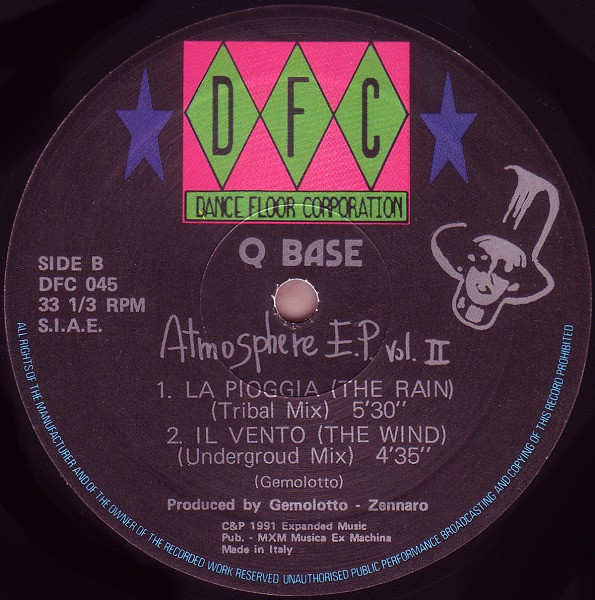 D F C
DANCE FLOOR CORPORATION
Q BASE
SIDE B
DFC 045
33 1/3 RPM
S.I.A.E.
Atmosphere E.P. vol. II
1. LA PIOGGIA (THE RAIN)
(Tribal Mix) 5'30"
2. IL VENTO (THE WIND)
(Undergroud Mix) 4'35"
(Gemolotto)
Produced by Gemolotto - Zennaro
C&P 1991 Expanded Music
Pub. - MXM Musica Ex Machina
Made in Italy
ALL RIGHTS OF THE MANUFACTURER AND OF THE OWNER OF THE RECORDED WORK RESERVED UNAUTHORISED PUBLIC PERFORMANCE BROADCASTING AND COPYING OF THIS RECORD PROHIBITED